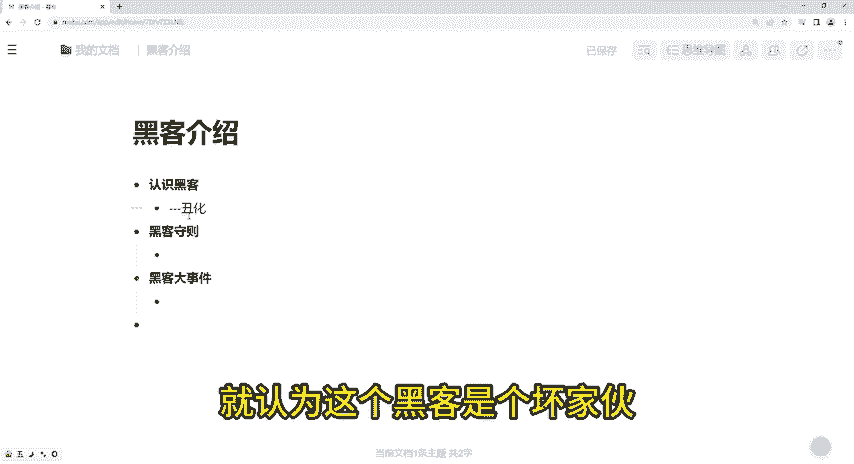 我的文档 | 黑客介绍
已保存
黑客介绍
认识黑客
---丑化
黑客守则
黑客大事件
就认为这个黑客是个坏家伙
当前文档1条主题 共2字